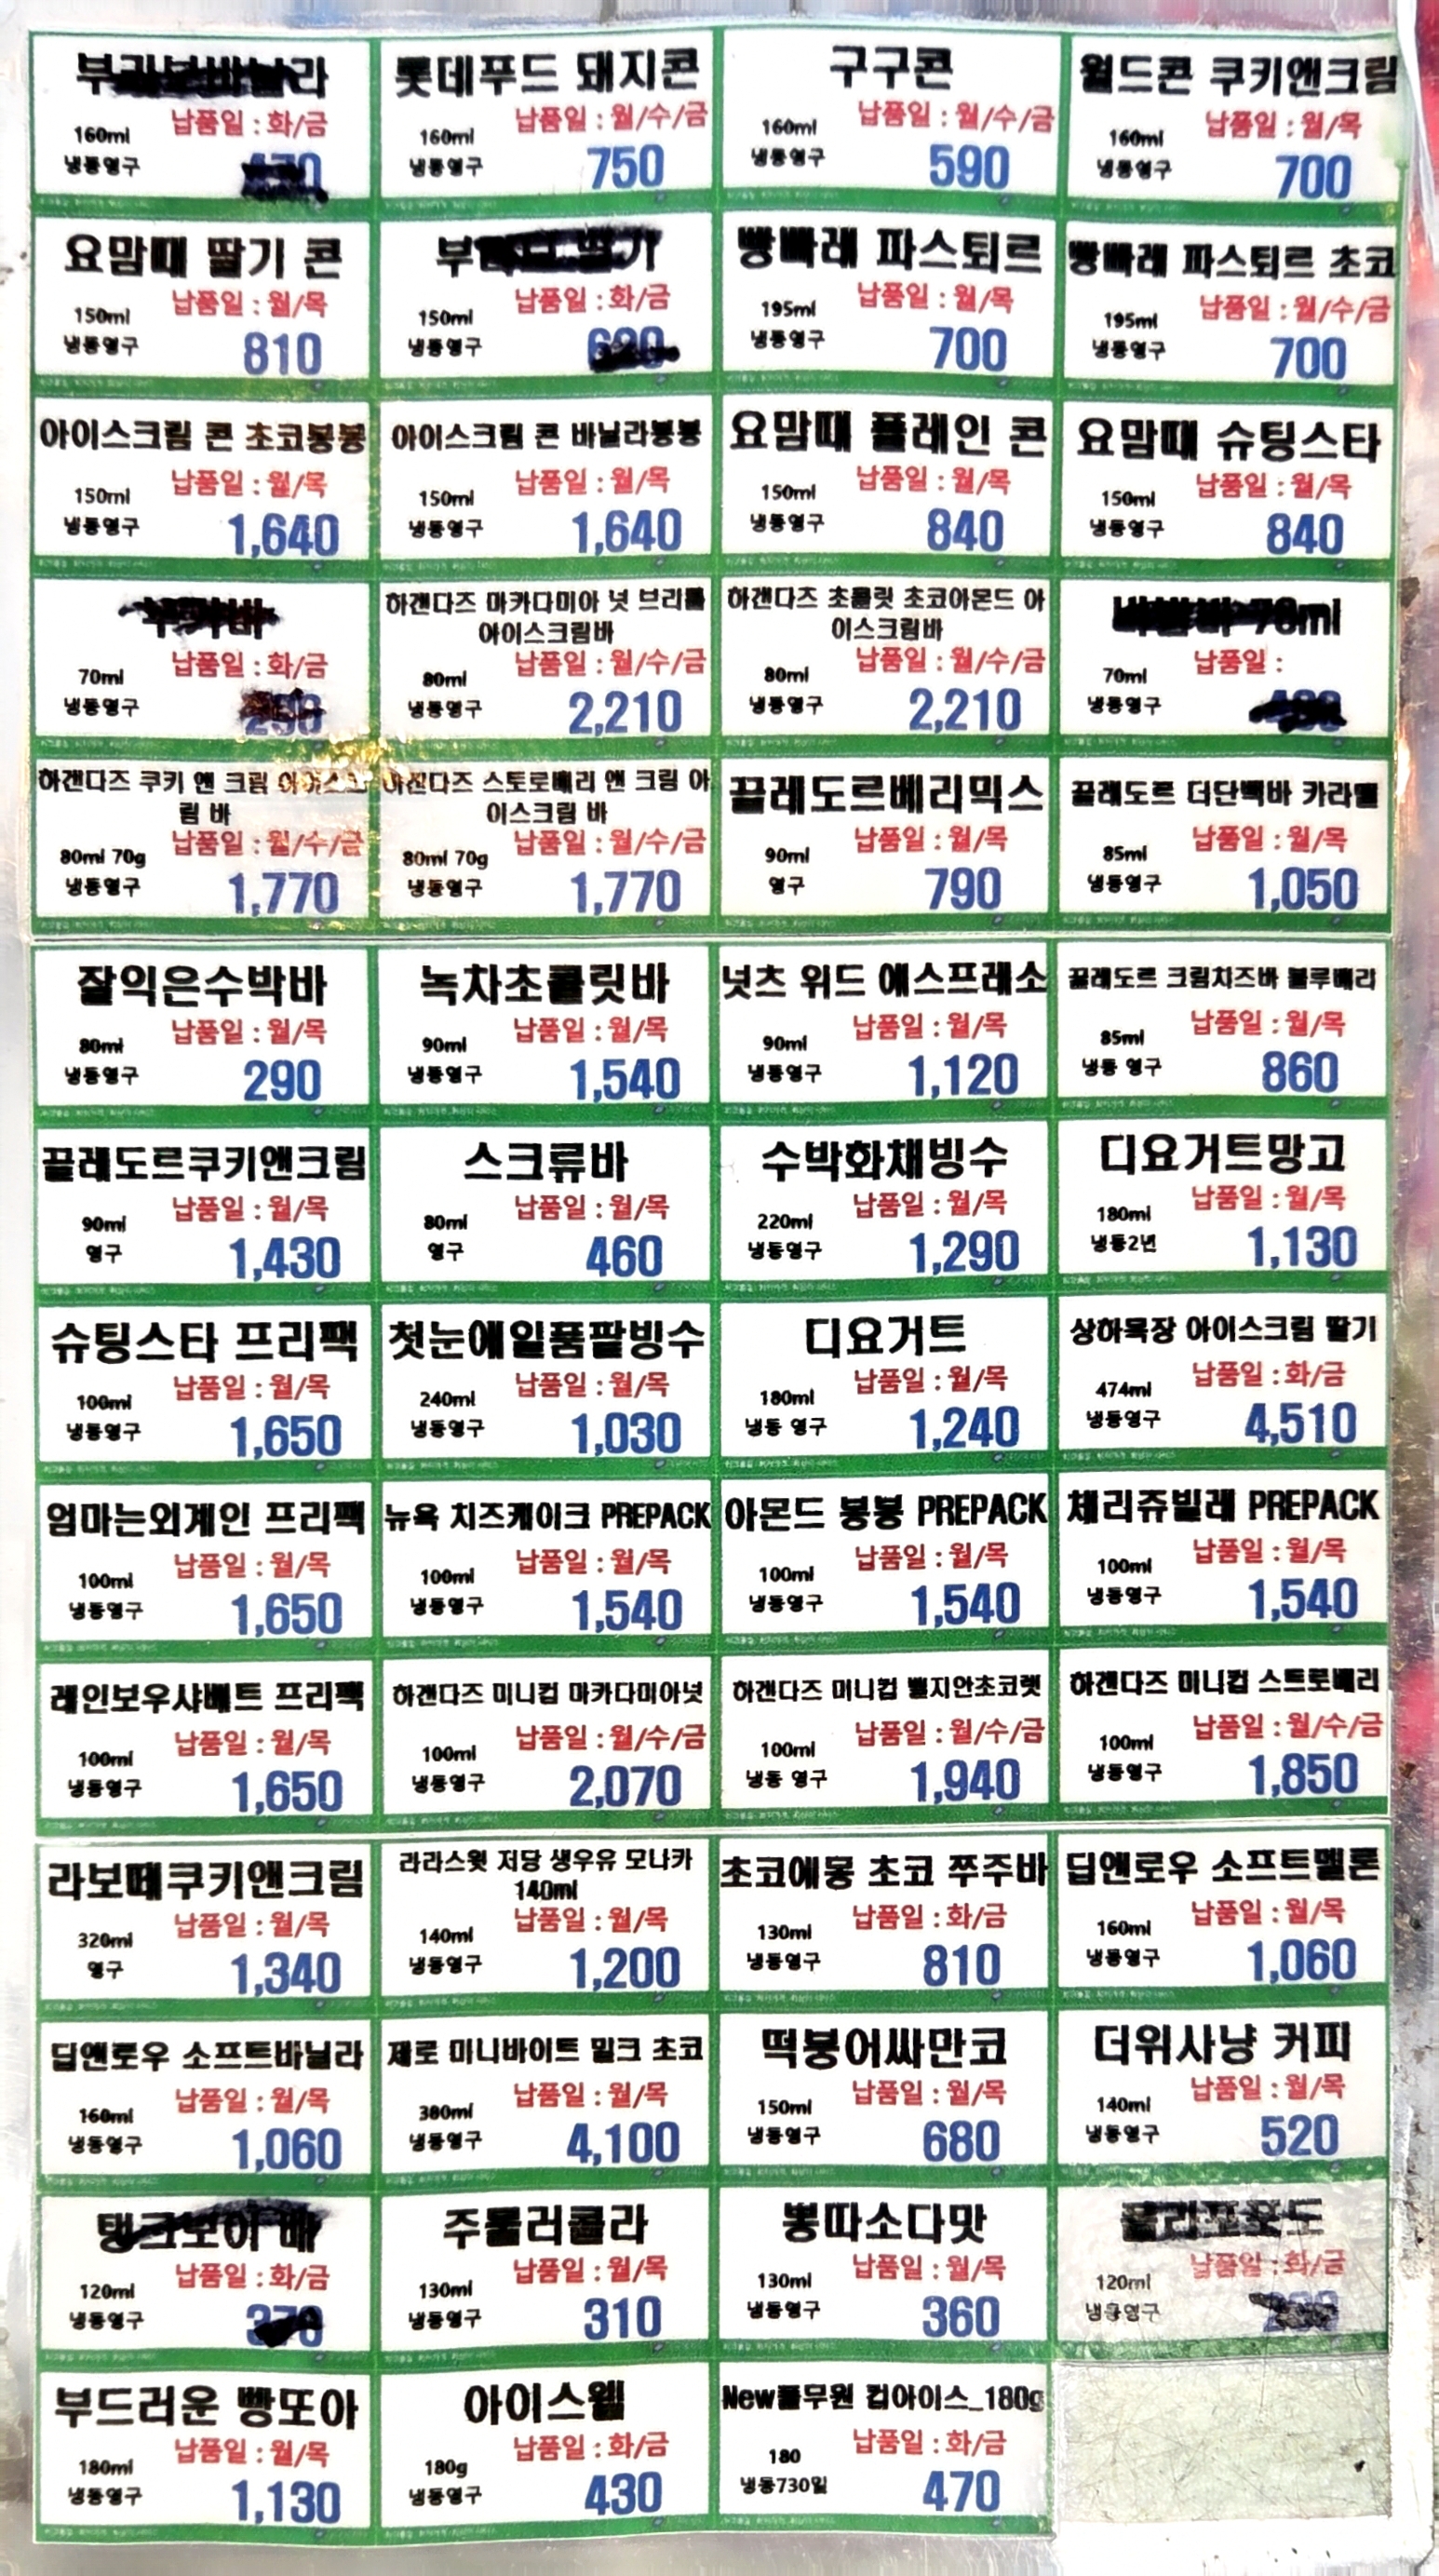 롯데푸드 돼지콘
납품일 : 월/수/금
160ml
냉동영구
750
구구콘
납품일 : 월/수/금
160ml
냉동영구
590
월드콘 쿠키앤크림
납품일 : 월/목
160ml
냉동영구
700
납품일 : 화/금
160ml
냉동영구
요맘때 딸기 콘
납품일 : 월/목
150ml
냉동영구
810
납품일 : 화/금
150ml
냉동영구
빵빠레 파스퇴르
납품일 : 월/목
195ml
냉동영구
700
빵빠레 파스퇴르 초코
납품일 : 월/수/금
195ml
냉동영구
700
아이스크림 콘 초코봉봉
납품일 : 월/목
150ml
냉동영구
1,640
아이스크림 콘 바닐라봉봉
납품일 : 월/목
150ml
냉동영구
1,640
요맘때 플레인 콘
납품일 : 월/목
150ml
냉동영구
840
요맘때 슈팅스타
납품일 : 월/목
150ml
냉동영구
840
납품일 : 화/금
70ml
냉동영구
하겐다즈 마카다미아 넛 브리틀
아이스크림바
납품일 : 월/수/금
80ml
냉동영구
2,210
하겐다즈 초콜릿 초코아몬드 아
이스크림바
납품일 : 월/수/금
80ml
냉동영구
2,210
납품일 :
70ml
냉동영구
하겐다즈 쿠키 앤 크림 아이스크
림 바
납품일 : 월/수/금
80ml 70g
냉동영구
1,770
하겐다즈 스토로베리 앤 크림 아
이스크림 바
납품일 : 월/수/금
80ml 70g
냉동영구
1,770
끌레도르베리믹스
납품일 : 월/목
90ml
영구
790
끌레도르 더단백바 카라멜
납품일 : 월/목
85ml
냉동영구
1,050
잘익은수박바
납품일 : 월/목
80ml
냉동영구
290
녹차초콜릿바
납품일 : 월/목
90ml
냉동영구
1,540
넛츠 위드 에스프레소
납품일 : 월/목
90ml
냉동영구
1,120
끌레도르 크림치즈바 블루베리
납품일 : 월/목
85ml
냉동 영구
860
끌레도르쿠키앤크림
납품일 : 월/목
90ml
영구
1,430
스크류바
납품일 : 월/목
80ml
영구
460
수박화채빙수
납품일 : 월/목
220ml
냉동영구
1,290
디요거트망고
납품일 : 월/목
180ml
냉동2년
1,130
슈팅스타 프리팩
납품일 : 월/목
100ml
냉동영구
1,650
첫눈에일품팥빙수
납품일 : 월/목
240ml
냉동영구
1,030
디요거트
납품일 : 월/목
180ml
냉동 영구
1,240
상하목장 아이스크림 딸기
납품일 : 화/금
474ml
냉동영구
4,510
엄마는외계인 프리팩
납품일 : 월/목
100ml
냉동영구
1,650
뉴욕 치즈케이크 PREPACK
납품일 : 월/목
100ml
냉동영구
1,540
아몬드 봉봉 PREPACK
납품일 : 월/목
100ml
냉동영구
1,540
체리쥬빌레 PREPACK
납품일 : 월/목
100ml
냉동영구
1,540
레인보우샤베트 프리팩
납품일 : 월/목
100ml
냉동영구
1,650
하겐다즈 미니컵 마카다미아넛
납품일 : 월/수/금
100ml
냉동영구
2,070
하겐다즈 미니컵 벨지안초코렛
납품일 : 월/수/금
100ml
냉동 영구
1,940
하겐다즈 미니컵 스트로베리
납품일 : 월/수/금
100ml
냉동영구
1,850
라보떼쿠키앤크림
납품일 : 월/목
320ml
영구
1,340
라라스윗 저당 생우유 모나카
140ml
납품일 : 월/목
140ml
냉동영구
1,200
초코에몽 초코 쭈주바
납품일 : 화/금
130ml
냉동영구
810
딥앤로우 소프트멜론
납품일 : 월/목
160ml
냉동영구
1,060
딥앤로우 소프트바닐라
납품일 : 월/목
160ml
냉동영구
1,060
제로 미니바이트 밀크 초코
납품일 : 월/목
380ml
냉동영구
4,100
떡붕어싸만코
납품일 : 월/목
150ml
냉동영구
680
더위사냥 커피
납품일 : 월/목
140ml
냉동영구
520
납품일 : 화/금
120ml
냉동영구
주물러콜라
납품일 : 월/목
130ml
냉동영구
310
뽕따소다맛
납품일 : 월/목
130ml
냉동영구
360
납품일 : 화/금
120ml
냉동영구
부드러운 빵또아
납품일 : 월/목
180ml
냉동영구
1,130
아이스웰
납품일 : 화/금
180g
냉동영구
430
New풀무원 컵아이스_180g
납품일 : 화/금
180
냉동730일
470